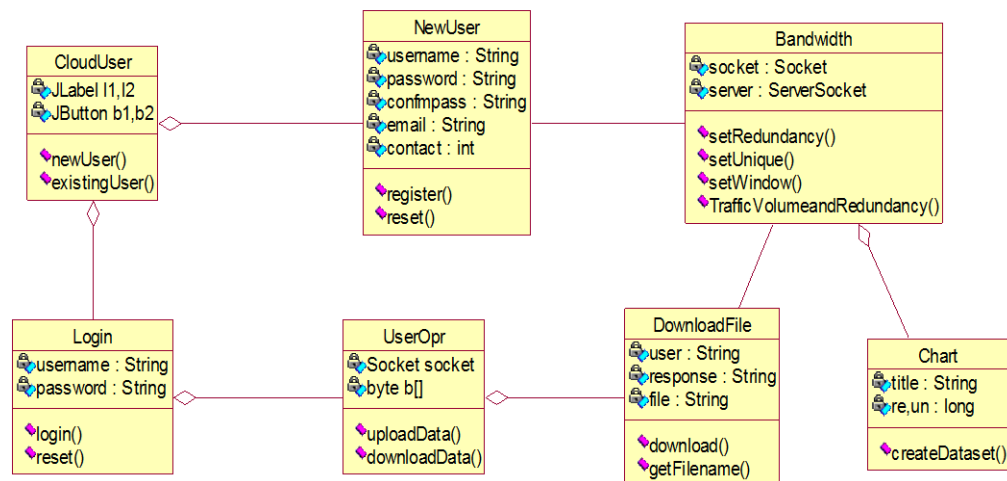 CloudUser
JLabel l1,l2
JButton b1,b2
newUser()
existingUser()
NewUser
username : String
password : String
confmpass : String
email : String
contact : int
register()
reset()
Bandwidth
socket : Socket
server : ServerSocket
setRedundancy()
setUnique()
setWindow()
TrafficVolumeandRedundancy()
Login
username : String
password : String
login()
reset()
UserOpr
Socket socket
byte b[]
uploadData()
downloadData()
DownloadFile
user : String
response : String
file : String
download()
getFilename()
Chart
title : String
re,un : long
createDataset()